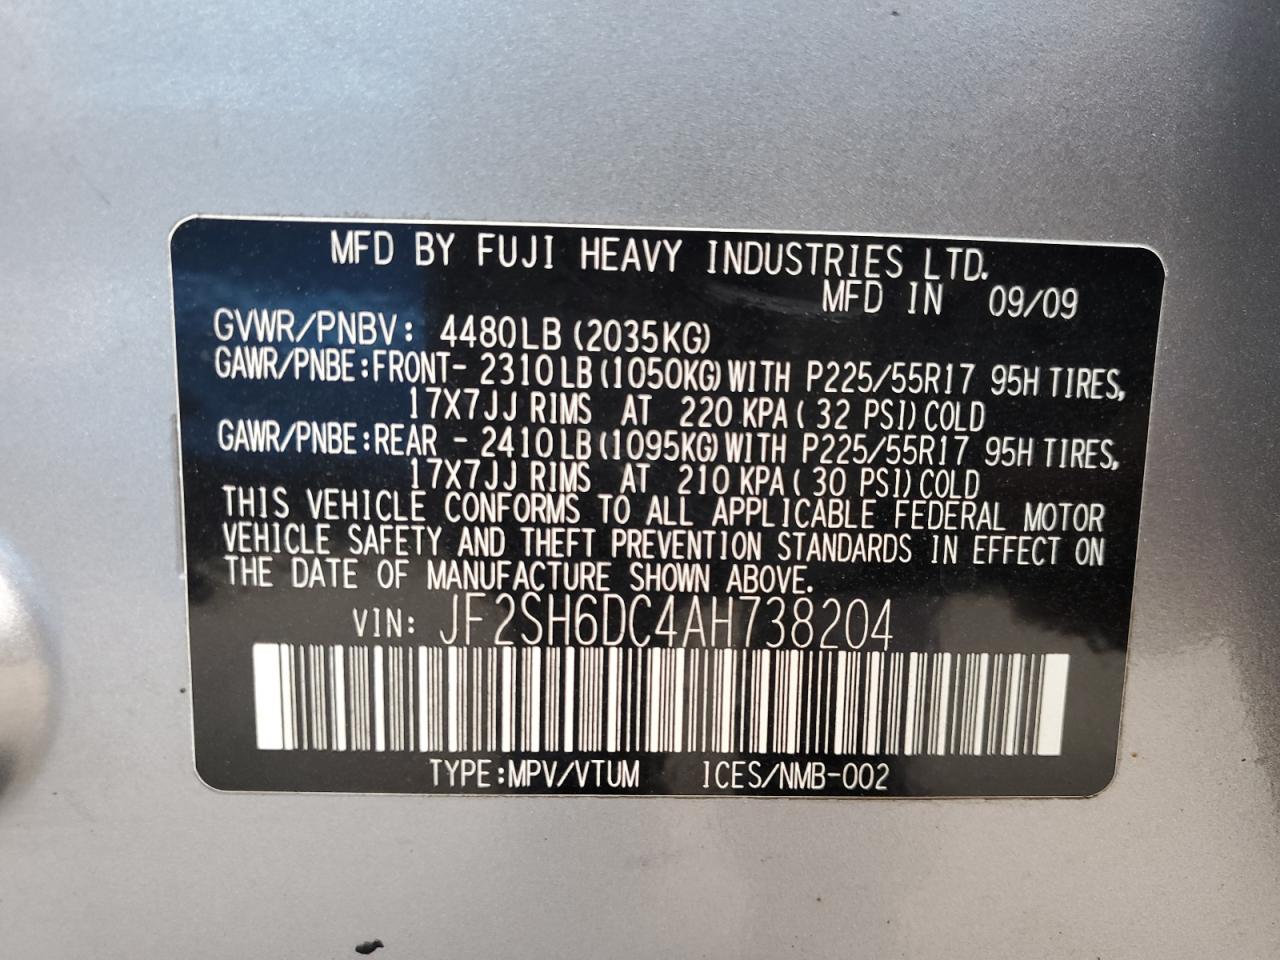 MFD BY FUJI HEAVY INDUSTRIES LTD.
MFD IN 09/09
GVWR/PNBV: 4480LB (2035KG)
GAWR/PNBE:FRONT- 2310 LB (1050KG) WITH P225/55R17 95H TIRES,
17X7JJ RIMS AT 220 KPA ( 32 PSI) COLD
GAWR/PNBE:REAR - 2410 LB (1095KG) WITH P225/55R17 95H TIRES,
17X7JJ RIMS AT 210 KPA ( 30 PSI) COLD
THIS VEHICLE CONFORMS TO ALL APPLICABLE FEDERAL MOTOR
VEHICLE SAFETY AND THEFT PREVENTION STANDARDS IN EFFECT ON
THE DATE OF MANUFACTURE SHOWN ABOVE.
VIN: JF2SH6DC4AH738204
TYPE:MPV/VTUM ICES/NMB-002